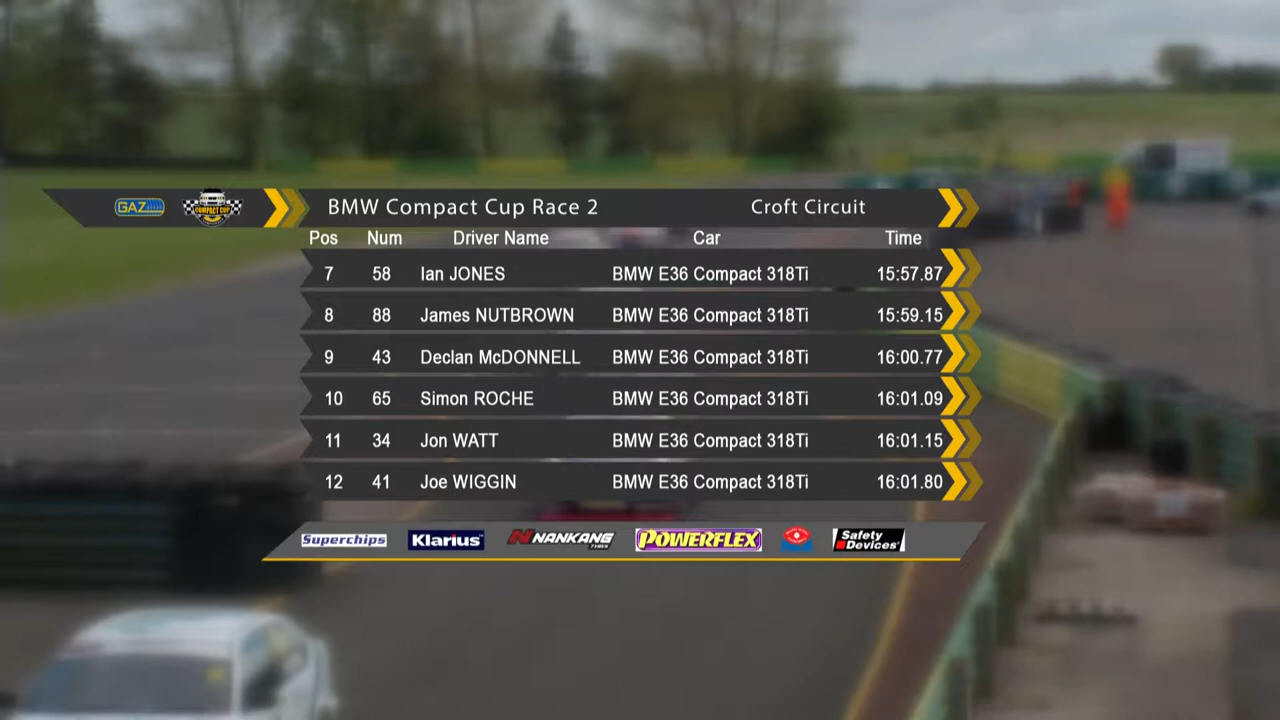 GAZ COMPACT CUP BMW Compact Cup Race 2 Croft Circuit
Pos Num Driver Name Car Time
7 58 Ian JONES BMW E36 Compact 318Ti 15:57.87
8 88 James NUTBROWN BMW E36 Compact 318Ti 15:59.15
9 43 Declan McDONNELL BMW E36 Compact 318Ti 16:00.77
10 65 Simon ROCHE BMW E36 Compact 318Ti 16:01.09
11 34 Jon WATT BMW E36 Compact 318Ti 16:01.15
12 41 Joe WIGGIN BMW E36 Compact 318Ti 16:01.80
Superchips Klarius NANKANG TYRES POWERFLEX Safety Devices